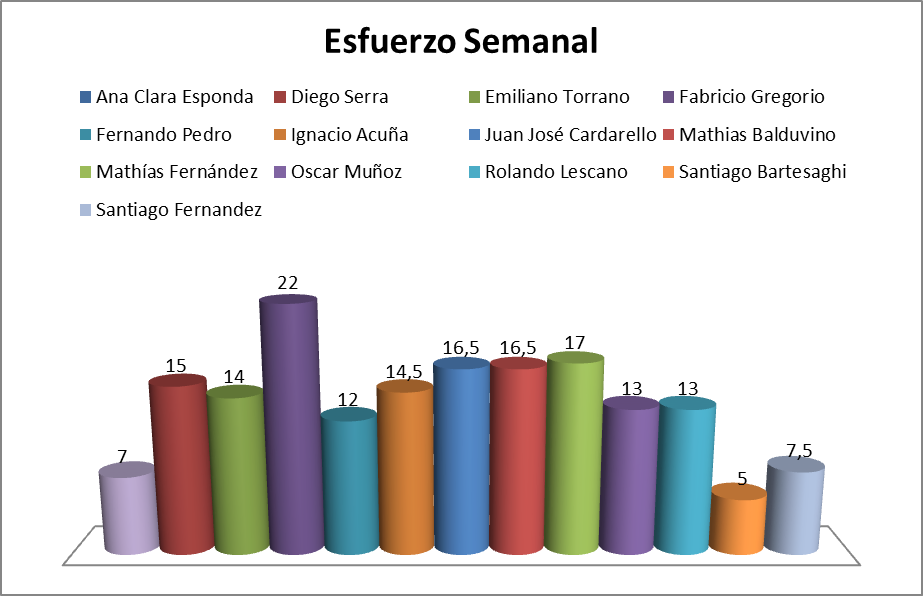 Esfuerzo Semanal
Ana Clara Esponda Diego Serra Emiliano Torrano Fabricio Gregorio
Fernando Pedro Ignacio Acuña Juan José Cardarello Mathias Balduvino
Mathías Fernández Oscar Muñoz Rolando Lescano Santiago Bartesaghi
Santiago Fernandez
7 15 14 22 12 14,5 16,5 16,5 17 13 13 5 7,5